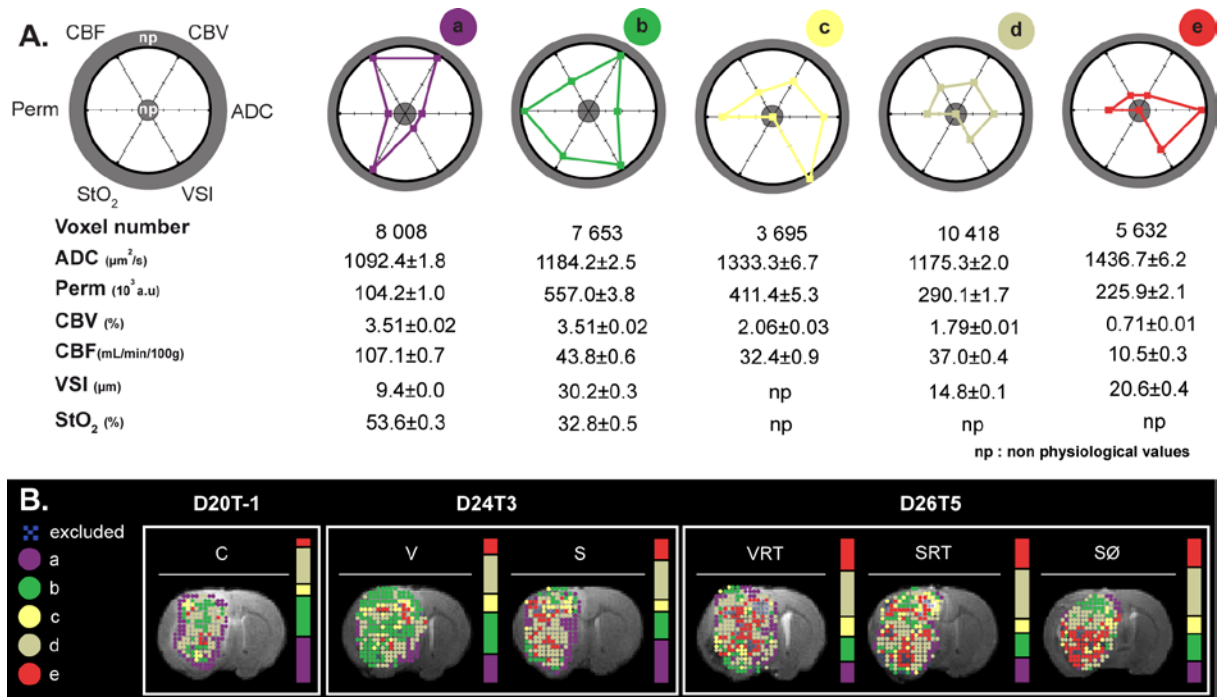 A.
CBF np CBV
Perm np ADC
StO₂ VSI
a b c d e
Voxel number 8 008 7 653 3 695 10 418 5 632
ADC (µm²/s) 1092.4±1.8 1184.2±2.5 1333.3±6.7 1175.3±2.0 1436.7±6.2
Perm (10³ a.u) 104.2±1.0 557.0±3.8 411.4±5.3 290.1±1.7 225.9±2.1
CBV (%) 3.51±0.02 3.51±0.02 2.06±0.03 1.79±0.01 0.71±0.01
CBF(mL/min/100g) 107.1±0.7 43.8±0.6 32.4±0.9 37.0±0.4 10.5±0.3
VSI (µm) 9.4±0.0 30.2±0.3 np 14.8±0.1 20.6±0.4
StO₂ (%) 53.6±0.3 32.8±0.5 np np np
np : non physiological values
B. D20T-1 D24T3 D26T5
excluded
C V S VRT SRT SØ
a
b
c
d
e